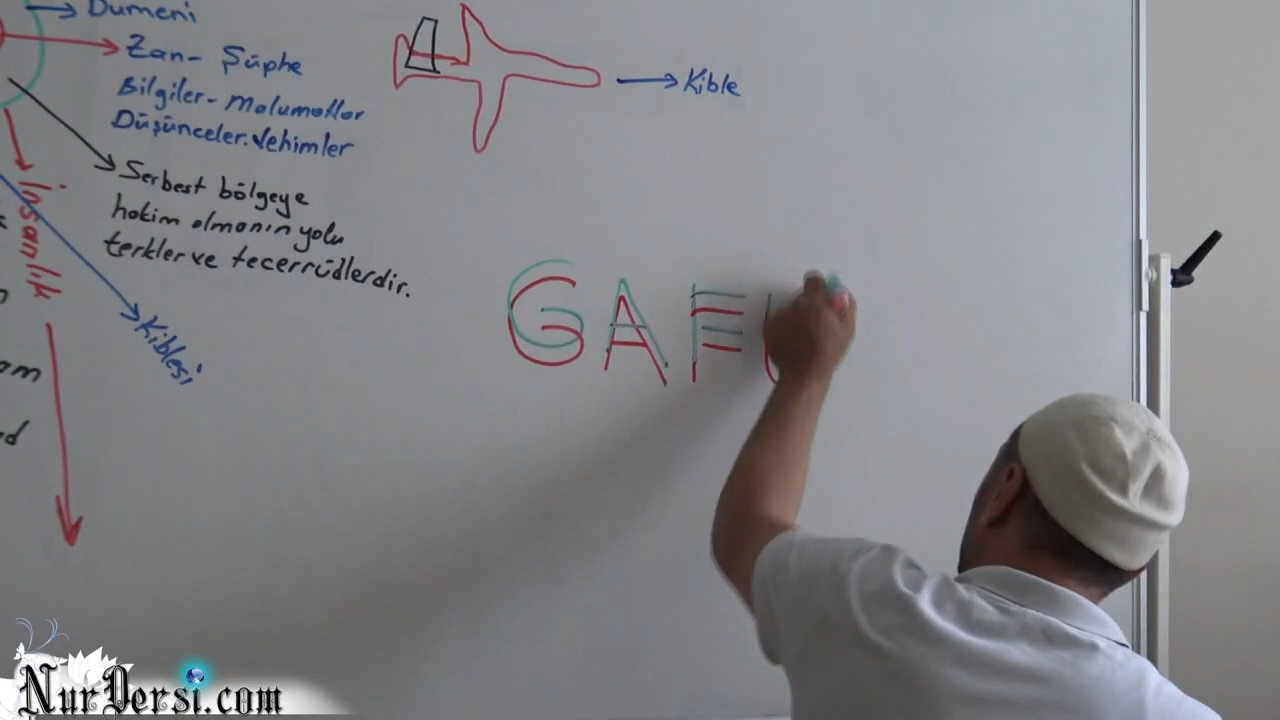 Dümeni
Zan- Şüphe
Bilgiler- Malumatlar
Düşünceler. Vehimler
Kıble
Serbest bölgeye
hakim olmanın yolu
terkler ve tecerrüdlerdir.
İnsanlık
Kıblesi
GAFU
NurDersi.com